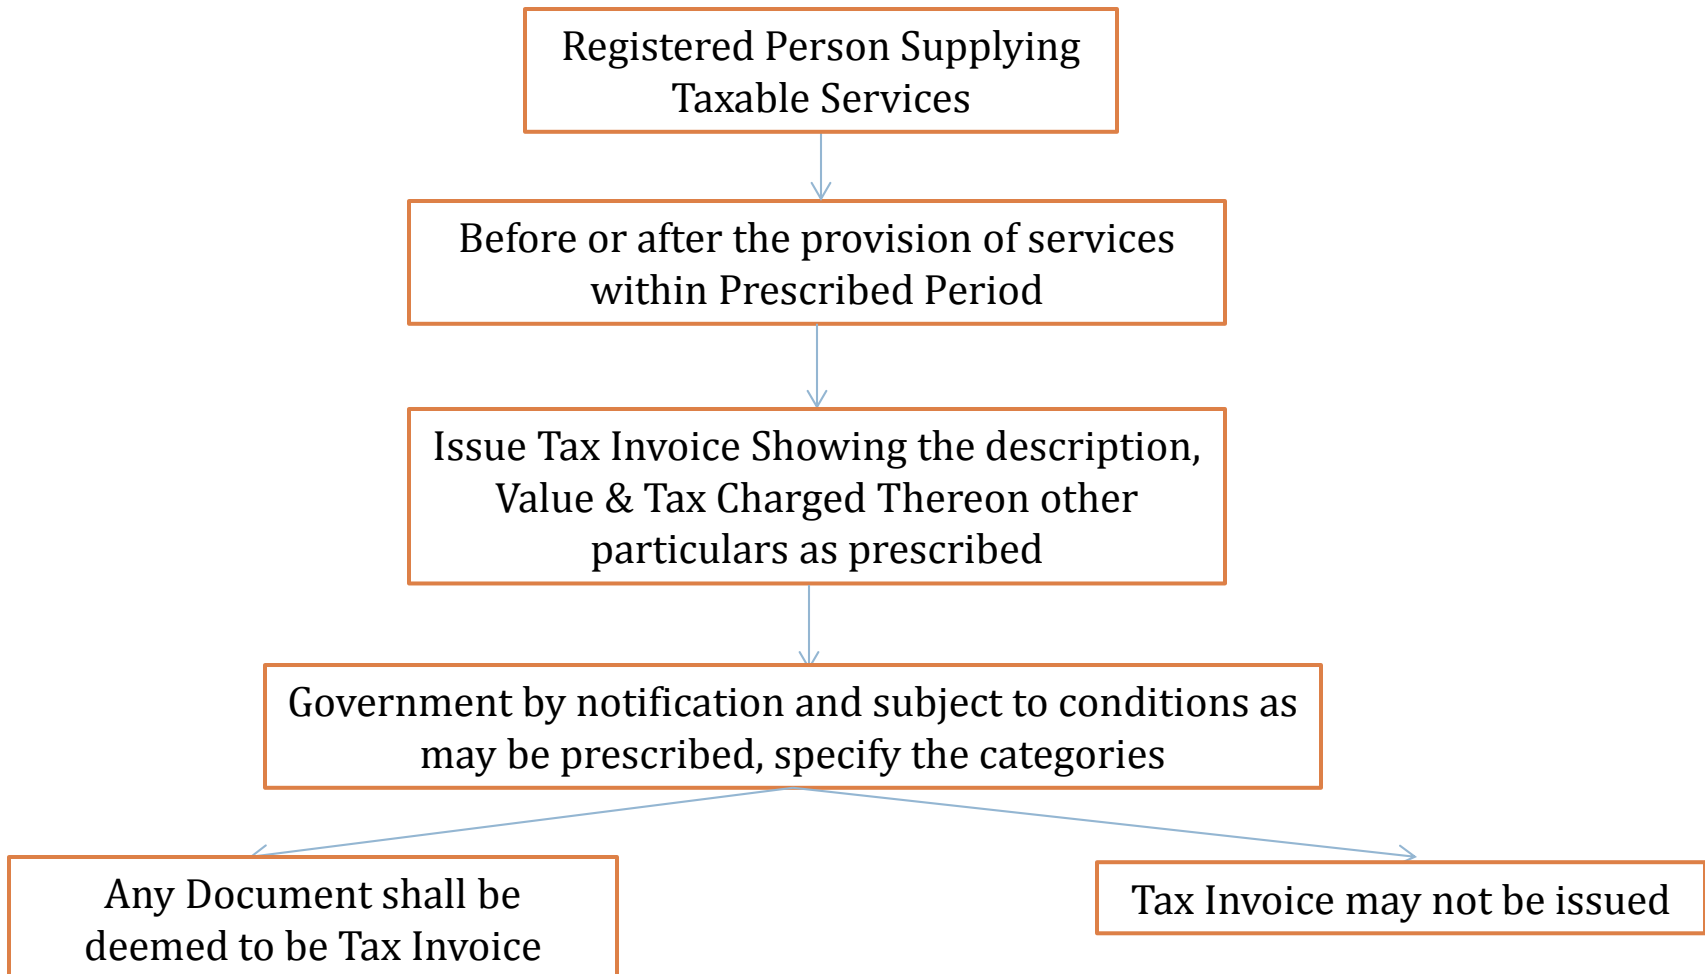 Registered Person Supplying
Taxable Services
Before or after the provision of services
within Prescribed Period
Issue Tax Invoice Showing the description,
Value & Tax Charged Thereon other
particulars as prescribed
Government by notification and subject to conditions as
may be prescribed, specify the categories
Any Document shall be
deemed to be Tax Invoice
Tax Invoice may not be issued